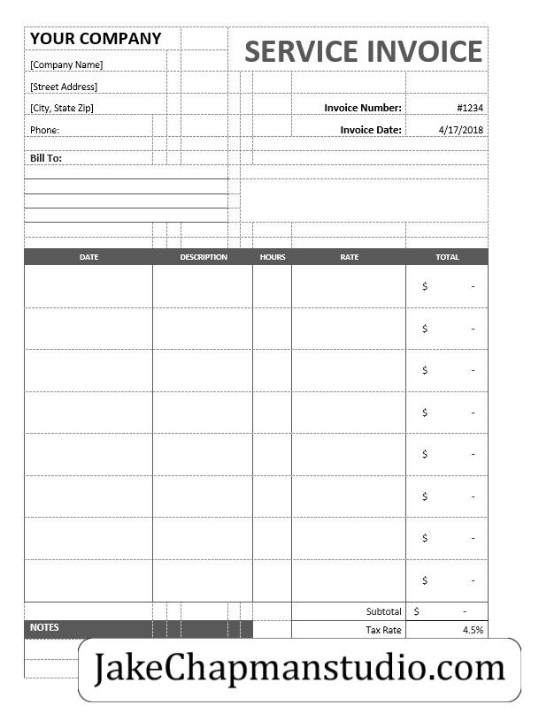 YOUR COMPANY
SERVICE INVOICE
[Company Name]
[Street Address]
[City, State Zip]
Invoice Number: #1234
Phone:
Invoice Date: 4/17/2018
Bill To:
DATE DESCRIPTION HOURS RATE TOTAL
$ -
$ -
$ -
$ -
$ -
$ -
$ -
$ -
Subtotal $ -
NOTES
Tax Rate 4.5%
JakeChapmanstudio.com